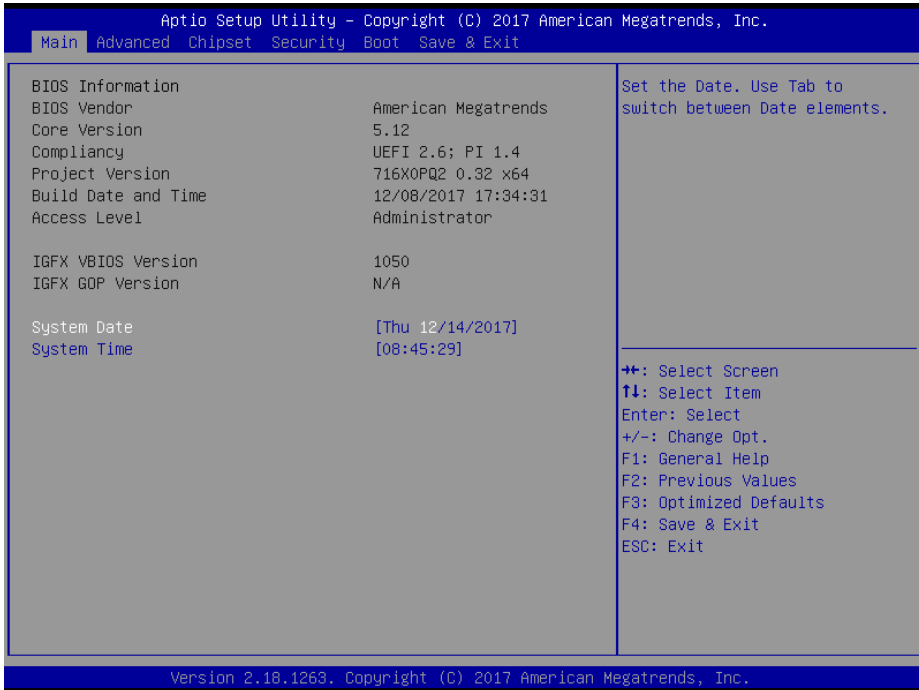 Aptio Setup Utility – Copyright (C) 2017 American Megatrends, Inc.
Main Advanced Chipset Security Boot Save & Exit
BIOS Information
BIOS Vendor American Megatrends
Core Version 5.12
Compliancy UEFI 2.6; PI 1.4
Project Version 716X0PQ2 0.32 x64
Build Date and Time 12/08/2017 17:34:31
Access Level Administrator
IGFX VBIOS Version 1050
IGFX GOP Version N/A
System Date [Thu 12/14/2017]
System Time [08:45:29]
Set the Date. Use Tab to
switch between Date elements.
→←: Select Screen
↑↓: Select Item
Enter: Select
+/-: Change Opt.
F1: General Help
F2: Previous Values
F3: Optimized Defaults
F4: Save & Exit
ESC: Exit
Version 2.18.1263. Copyright (C) 2017 American Megatrends, Inc.